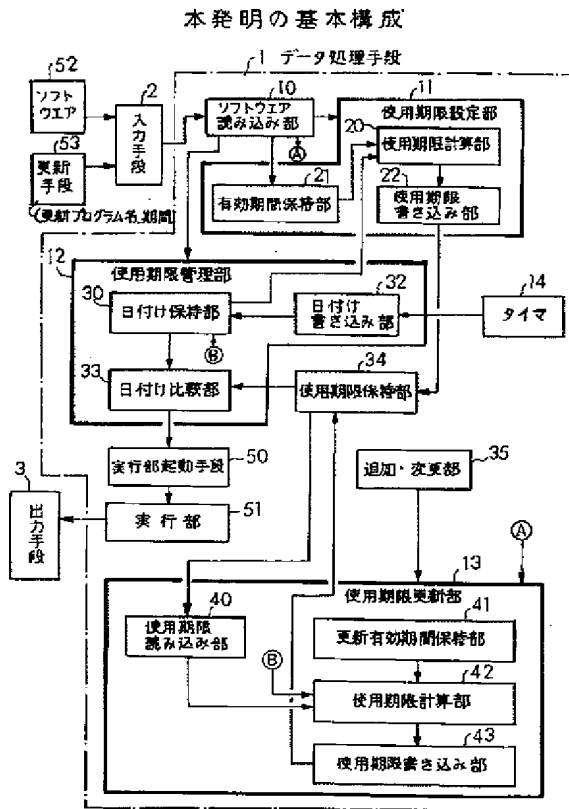 本発明の基本構成
1 データ処理手段
52
ソフト
ウエア
2
入力手段
53
更新
手段
(更新プログラム名,期間)
10
ソフトウェア
読み込み部
Ⓐ
11
使用期限設定部
20
使用期限計算部
21
有効期間保持部
22
使用期限
書き込み部
12
使用期限管理部
30
日付け保持部
32
日付け
書き込み部
14
タイマ
Ⓑ
33
日付け比較部
34
使用期限保持部
実行部起動手段
50
35
追加・変更部
3
出力手段
実行部
51
Ⓐ
13
使用期限更新部
40
使用期限
読み込み部
41
更新有効期間保持部
Ⓑ
42
使用期限計算部
43
使用期限書き込み部